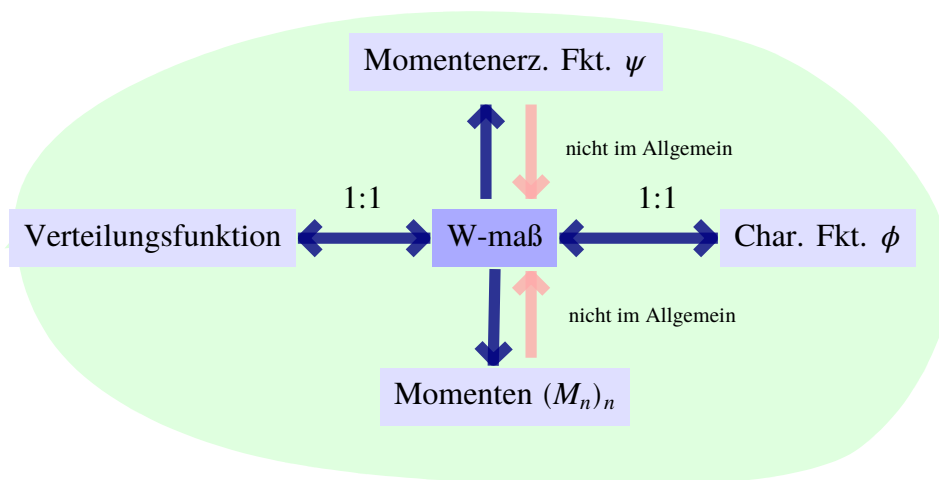 Momentenerz. Fkt. ψ
nicht im Allgemein
1:1
1:1
Verteilungsfunktion
W-maß
Char. Fkt. ϕ
nicht im Allgemein
Momenten (Mₙ)ₙ